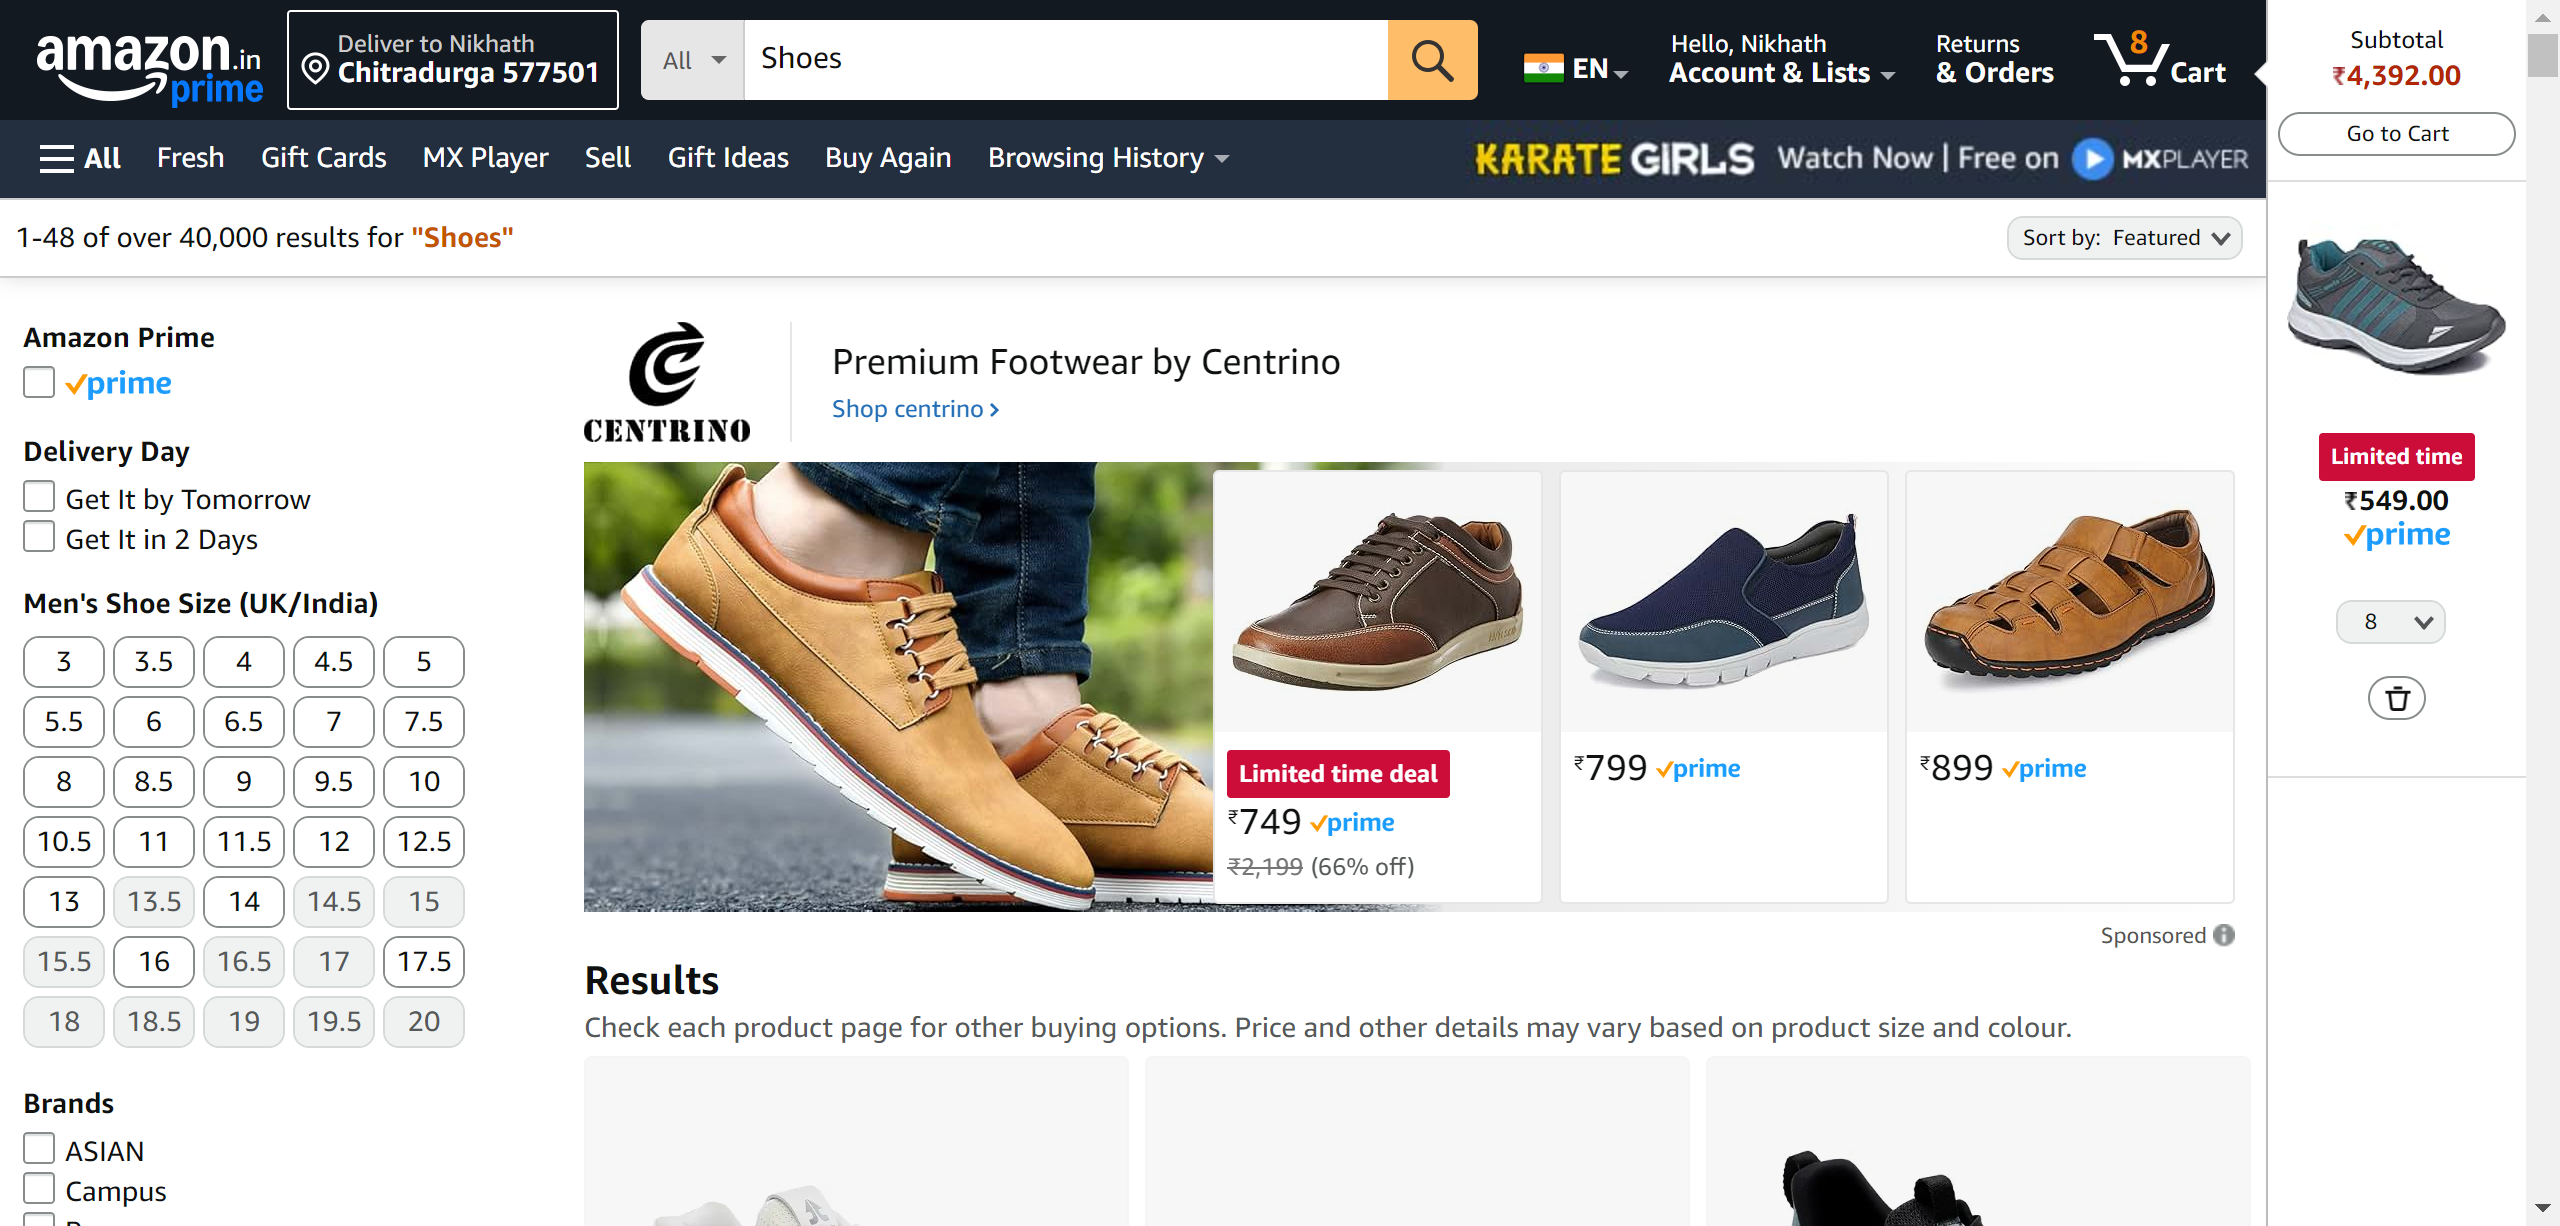 amazon.in
prime
Deliver to Nikhath
Chitradurga 577501
All
Shoes
EN
Hello, Nikhath
Account & Lists
Returns
& Orders
8
Cart
Subtotal
₹4,392.00
Go to Cart
All
Fresh
Gift Cards
MX Player
Sell
Gift Ideas
Buy Again
Browsing History
KARATE GIRLS Watch Now | Free on MXPLAYER
1-48 of over 40,000 results for "Shoes"
Sort by: Featured
Amazon Prime
prime
Delivery Day
Get It by Tomorrow
Get It in 2 Days
Men's Shoe Size (UK/India)
3 3.5 4 4.5 5
5.5 6 6.5 7 7.5
8 8.5 9 9.5 10
10.5 11 11.5 12 12.5
13 13.5 14 14.5 15
15.5 16 16.5 17 17.5
18 18.5 19 19.5 20
Brands
ASIAN
Campus
CENTRINO
Premium Footwear by Centrino
Shop centrino
Limited time deal
₹749 prime
₹2,199 (66% off)
₹799 prime
₹899 prime
Sponsored
Results
Check each product page for other buying options. Price and other details may vary based on product size and colour.
Limited time
₹549.00
prime
8